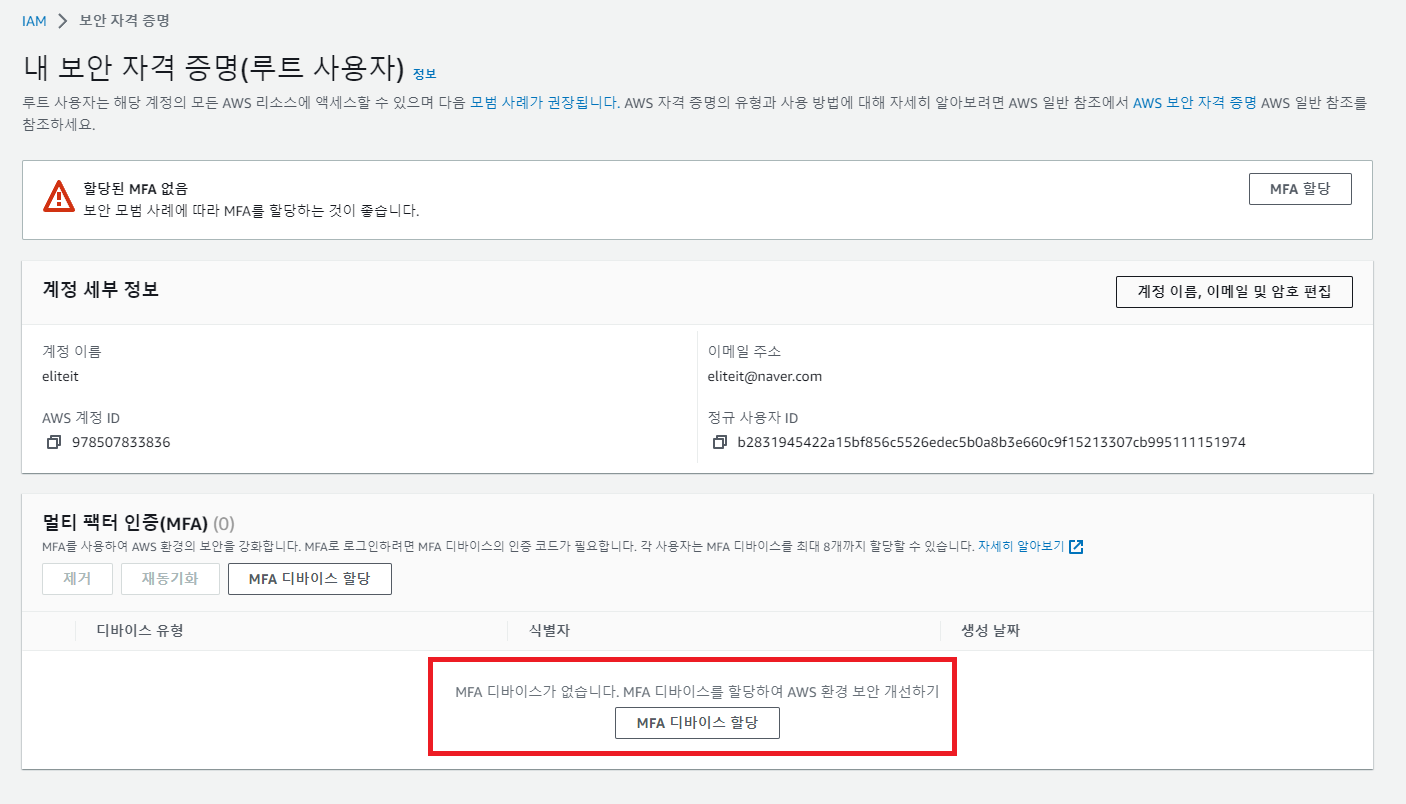 IAM > 보안 자격 증명
내 보안 자격 증명(루트 사용자) 정보
루트 사용자는 해당 계정의 모든 AWS 리소스에 액세스할 수 있으며 다음 모범 사례가 권장됩니다. AWS 자격 증명의 유형과 사용 방법에 대해 자세히 알아보려면 AWS 일반 참조에서 AWS 보안 자격 증명 AWS 일반 참조를
참조하세요.
할당된 MFA 없음
MFA 할당
보안 모범 사례에 따라 MFA를 할당하는 것이 좋습니다.
계정 세부 정보
계정 이름, 이메일 및 암호 편집
계정 이름
eliteit
이메일 주소
eliteit@naver.com
AWS 계정 ID
978507833836
정규 사용자 ID
b2831945422a15bf856c5526edec5b0a8b3e660c9f15213307cb995111151974
멀티 팩터 인증(MFA) (0)
MFA를 사용하여 AWS 환경의 보안을 강화합니다. MFA로 로그인하려면 MFA 디바이스의 인증 코드가 필요합니다. 각 사용자는 MFA 디바이스를 최대 8개까지 할당할 수 있습니다. 자세히 알아보기
제거 재동기화 MFA 디바이스 할당
디바이스 유형 식별자 생성 날짜
MFA 디바이스가 없습니다. MFA 디바이스를 할당하여 AWS 환경 보안 개선하기
MFA 디바이스 할당